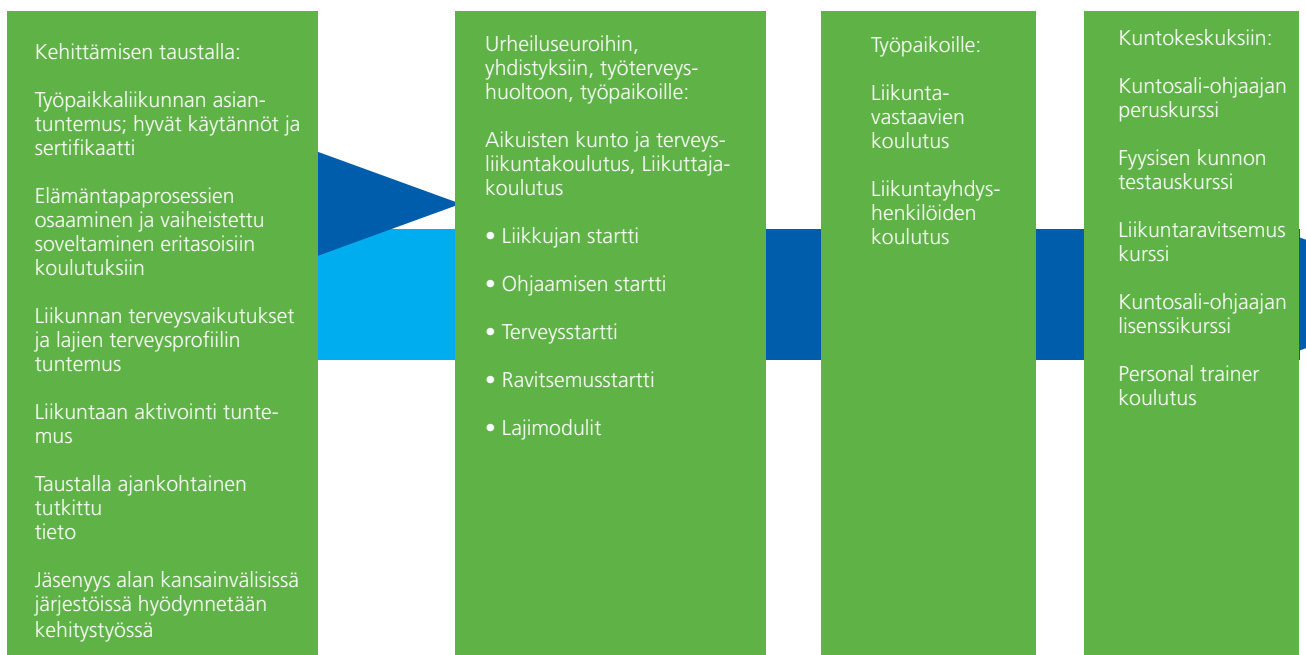 Kehittämisen taustalla:
Työpaikkaliikunnan asian-
tuntemus; hyvät käytännöt ja
sertifikaatti
Elämäntapaprosessien
osaaminen ja vaiheistettu
soveltaminen eritasoisiin
koulutuksiin
Liikunnan terveysvaikutukset
ja lajien terveysprofiilin
tuntemus
Liikuntaan aktivointi tunte-
mus
Taustalla ajankohtainen
tutkittu
tieto
Jäsenyys alan kansainvälisissä
järjestöissä hyödynnetään
kehitystyössä
Urheiluseuroihin,
yhdistyksiin, työterveys-
huoltoon, työpaikoille:
Aikuisten kunto ja terveys-
liikuntakoulutus, Liikuttaja-
koulutus
• Liikkujan startti
• Ohjaamisen startti
• Terveysstartti
• Ravitsemusstartti
• Lajimodulit
Työpaikoille:
Liikunta-
vastaavien
koulutus
Liikuntayhdys-
henkilöiden
koulutus
Kuntokeskuksiin:
Kuntosali-ohjaajan
peruskurssi
Fyysisen kunnon
testauskurssi
Liikuntaravitsemus
kurssi
Kuntosali-ohjaajan
lisenssikurssi
Personal trainer
koulutus